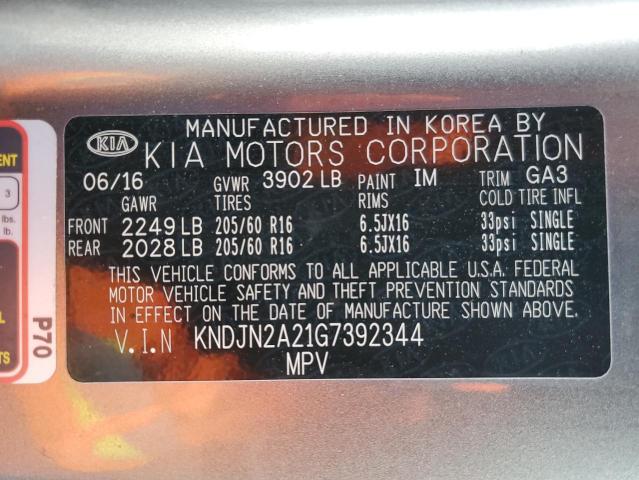 MANUFACTURED IN KOREA BY
KIA KIA MOTORS CORPORATION
06/16 GVWR 3902 LB PAINT IM TRIM GA3
GAWR TIRES RIMS COLD TIRE INFL
FRONT 2249 LB 205/60 R16 6.5JX16 33psi SINGLE
REAR 2028 LB 205/60 R16 6.5JX16 33psi SINGLE
THIS VEHICLE CONFORMS TO ALL APPLICABLE U.S.A. FEDERAL
MOTOR VEHICLE SAFETY AND THEFT PREVENTION STANDARDS
IN EFFECT ON THE DATE OF MANUFACTURE SHOWN ABOVE.
V.I.N KNDJN2A21G7392344
MPV
3
lbs.
lb.
P70